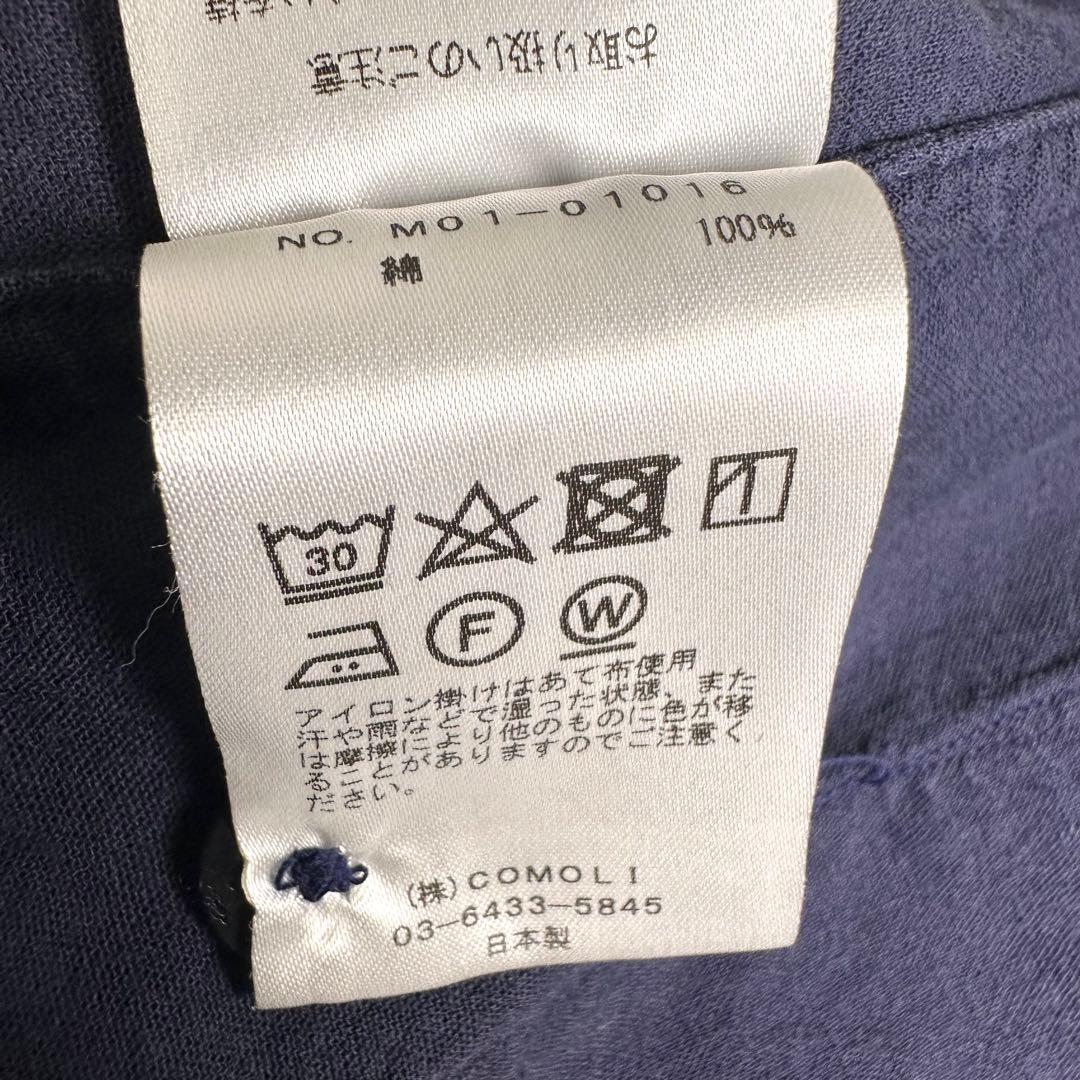 お取り扱いのご注意
NO. M01-01016
綿 100%
30
F W
アイロン掛けはあて布使用
汗や雨などで湿った状態、また
は摩擦により他のものに色が移
ることがありますのでご注意く
ださい。
(株)COMOLI
03-6433-5845
日本製